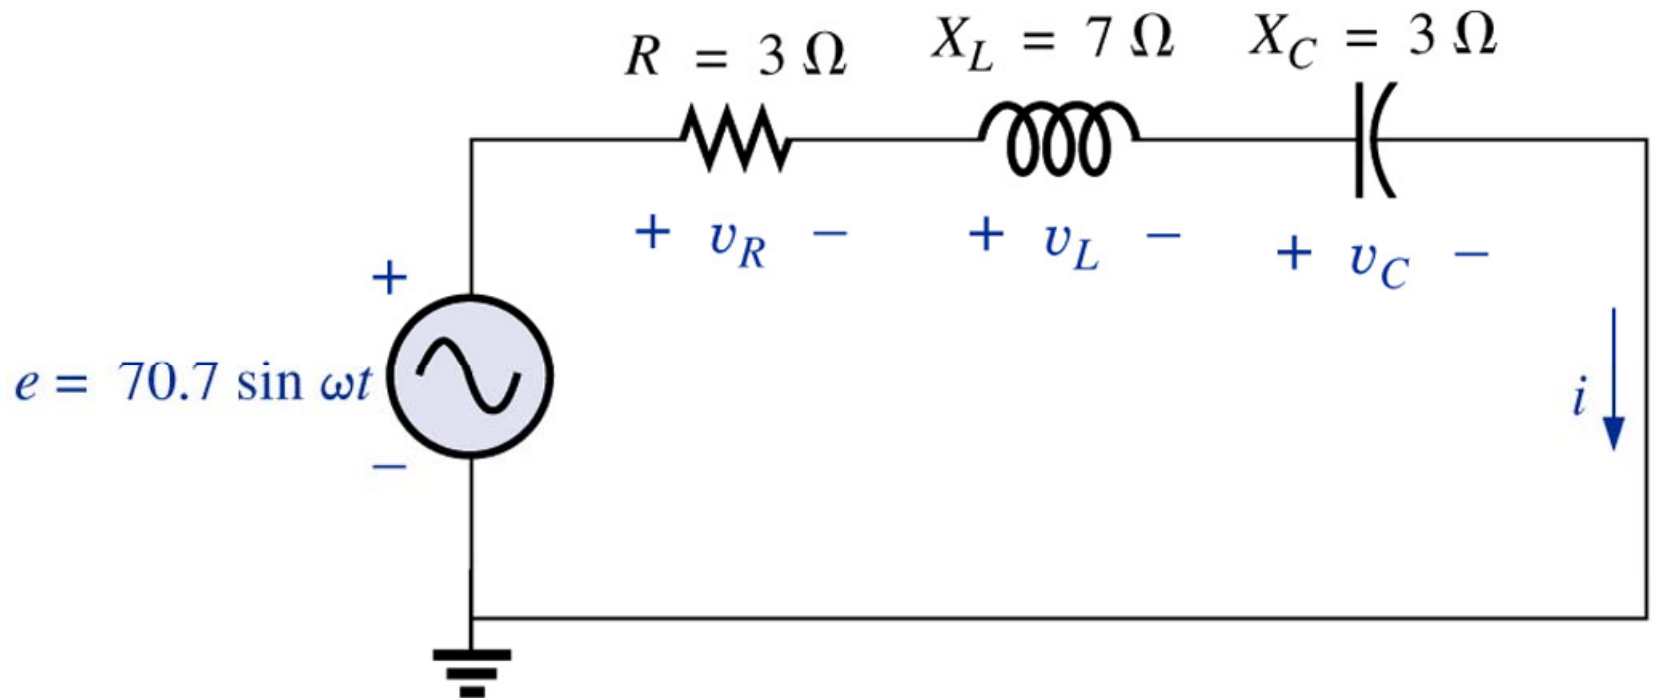 R = 3 Ω
X_L = 7 Ω
X_C = 3 Ω
+ v_R −
+ v_L −
+ v_C −
+
e = 70.7 sin ωt
−
i